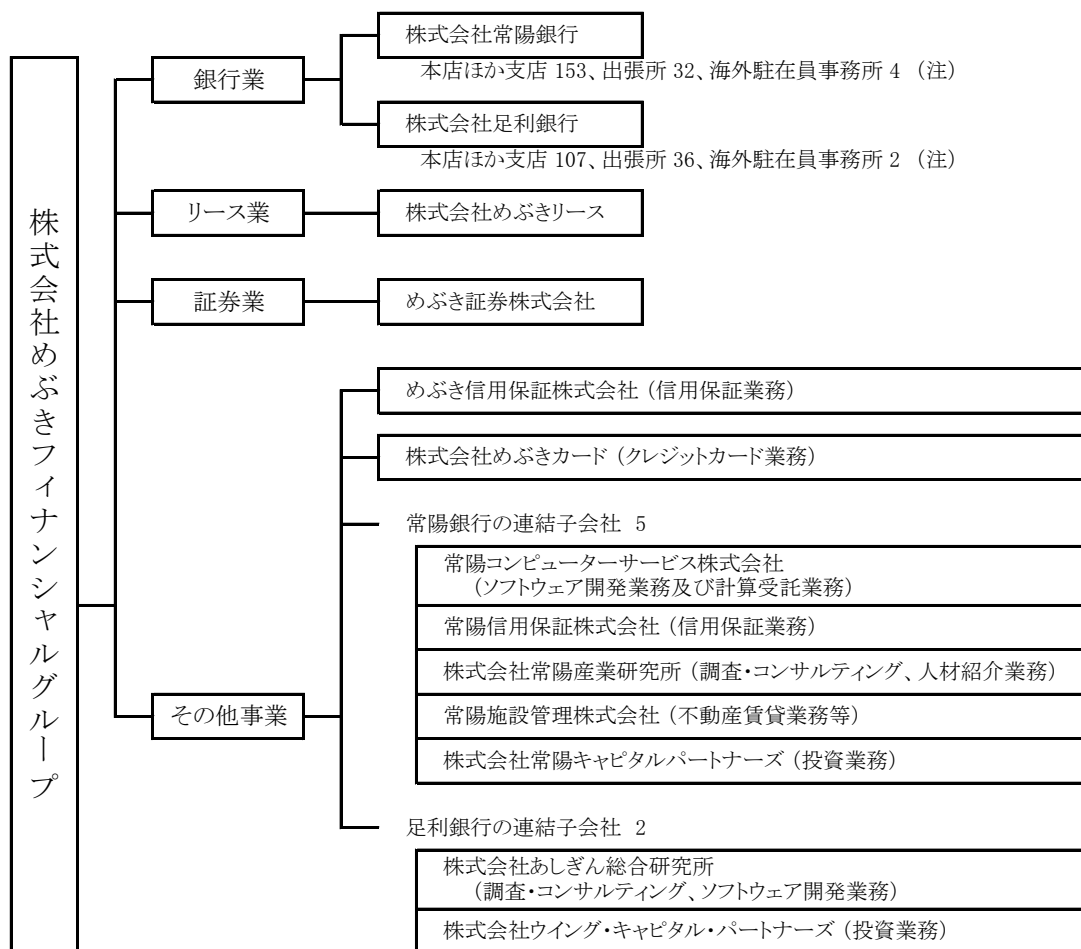 株式会社めぶきフィナンシャルグループ
銀行業
株式会社常陽銀行
本店ほか支店 153、出張所 32、海外駐在員事務所 4 （注）
株式会社足利銀行
本店ほか支店 107、出張所 36、海外駐在員事務所 2 （注）
リース業
株式会社めぶきリース
証券業
めぶき証券株式会社
その他事業
めぶき信用保証株式会社（信用保証業務）
株式会社めぶきカード（クレジットカード業務）
常陽銀行の連結子会社 5
常陽コンピューターサービス株式会社
（ソフトウェア開発業務及び計算受託業務）
常陽信用保証株式会社（信用保証業務）
株式会社常陽産業研究所（調査・コンサルティング、人材紹介業務）
常陽施設管理株式会社（不動産賃貸業務等）
株式会社常陽キャピタルパートナーズ（投資業務）
足利銀行の連結子会社 2
株式会社あしぎん総合研究所
（調査・コンサルティング、ソフトウェア開発業務）
株式会社ウイング・キャピタル・パートナーズ（投資業務）